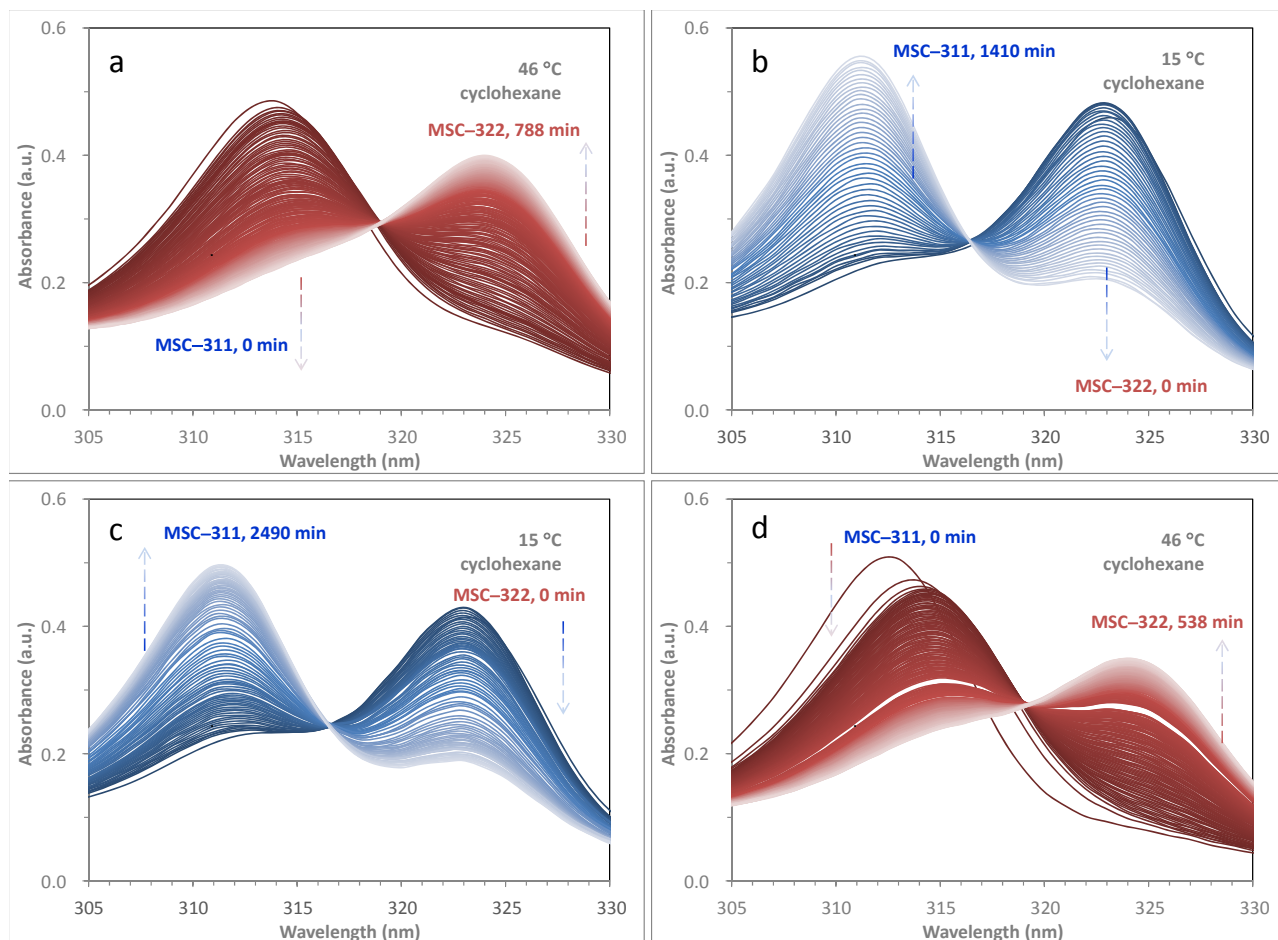 a
46 °C
cyclohexane
MSC–322, 788 min
MSC–311, 0 min
Absorbance (a.u.)
0.6
0.4
0.2
0.0
305 310 315 320 325 330
Wavelength (nm)
b
MSC–311, 1410 min
15 °C
cyclohexane
MSC–322, 0 min
Absorbance (a.u.)
0.6
0.4
0.2
0.0
305 310 315 320 325 330
Wavelength (nm)
c
MSC–311, 2490 min
15 °C
cyclohexane
MSC–322, 0 min
Absorbance (a.u.)
0.6
0.4
0.2
0.0
305 310 315 320 325 330
Wavelength (nm)
d
MSC–311, 0 min
46 °C
cyclohexane
MSC–322, 538 min
Absorbance (a.u.)
0.6
0.4
0.2
0.0
305 310 315 320 325 330
Wavelength (nm)